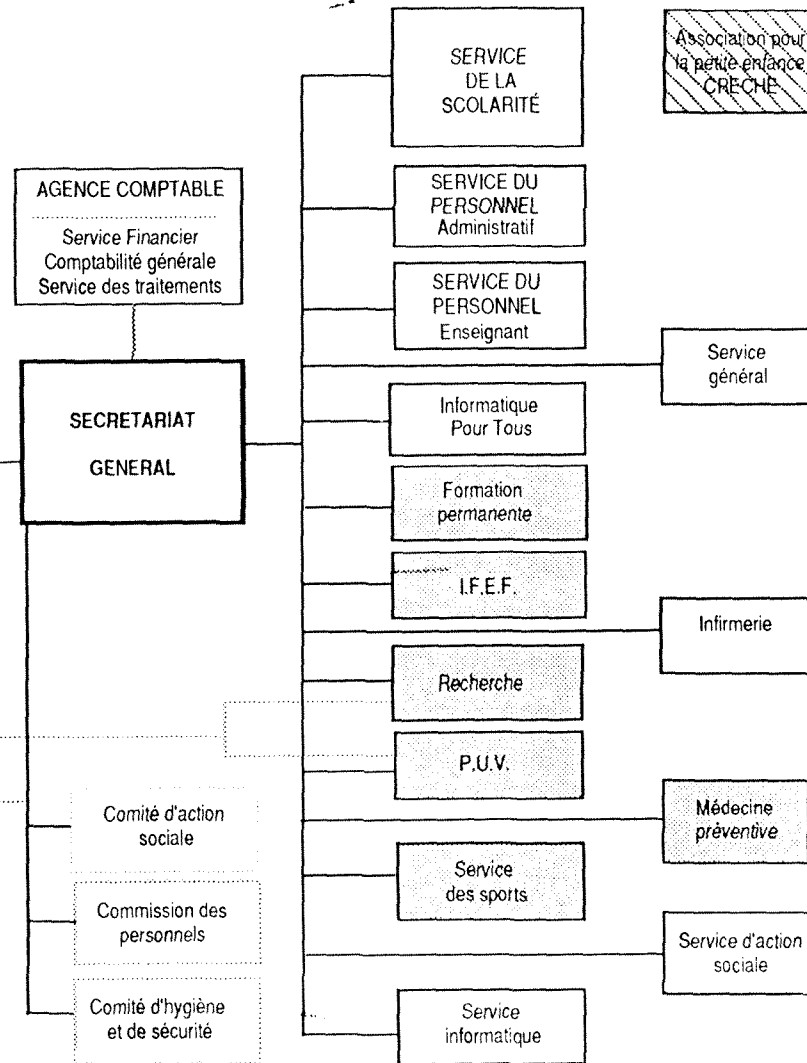 SERVICE
DE LA
SCOLARITÉ
Association pour
la petite enfance
CRECHE
AGENCE COMPTABLE
Service Financier
Comptabilité générale
Service des traitements
SERVICE DU
PERSONNEL
Administratif
SERVICE DU
PERSONNEL
Enseignant
Service
général
SECRETARIAT
GENERAL
Informatique
Pour Tous
Formation
permanente
I.F.E.F.
Infirmerie
Recherche
P.U.V.
Comité d'action
sociale
Médecine
préventive
Service
des sports
Commission des
personnels
Service d'action
sociale
Comité d'hygiène
et de sécurité
Service
informatique